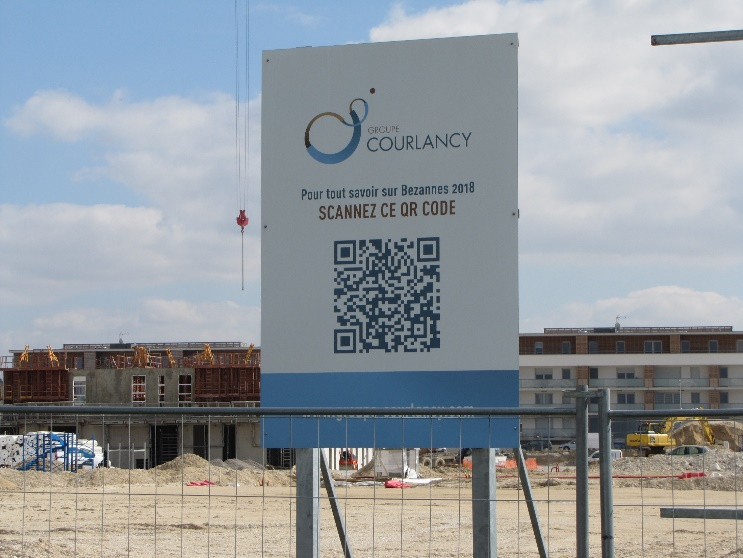 GROUPE
COURLANCY
Pour tout savoir sur Bezannes 2018
SCANNEZ CE QR CODE